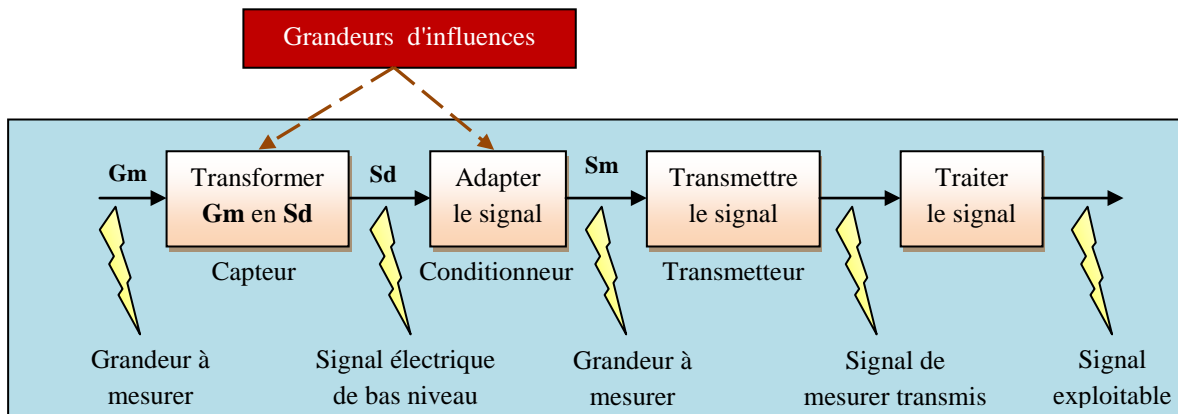 Grandeurs d'influences
Gm
Transformer
Gm en Sd
Sd
Adapter
le signal
Sm
Transmettre
le signal
Traiter
le signal
Capteur
Conditionneur
Transmetteur
Grandeur à
mesurer
Signal électrique
de bas niveau
Grandeur à
mesurer
Signal de
mesurer transmis
Signal
exploitable